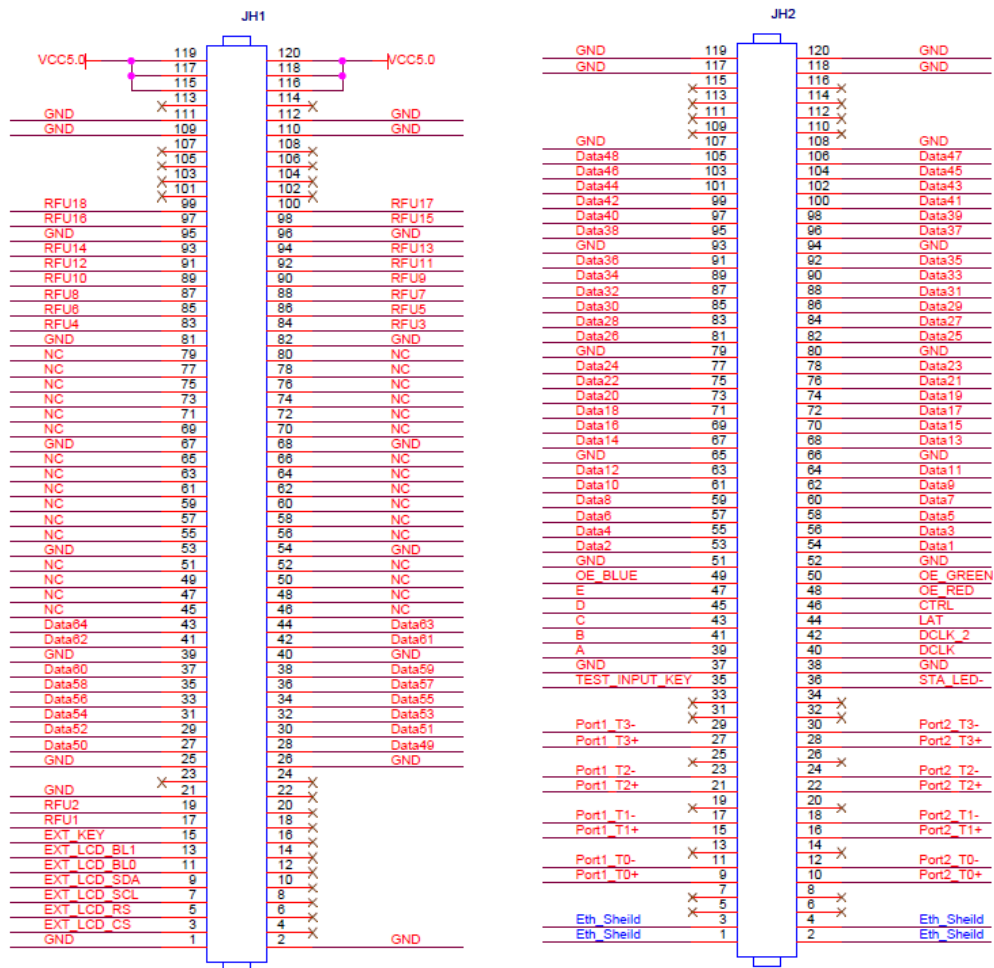 JH1
VCC5.0 119 120 VCC5.0
117 118
115 116
113 114
GND 111 112 GND
GND 109 110 GND
107 108
105 106
103 104
101 102
RFU18 99 100 RFU17
RFU16 97 98 RFU15
GND 95 96 GND
RFU14 93 94 RFU13
RFU12 91 92 RFU11
RFU10 89 90 RFU9
RFU8 87 88 RFU7
RFU6 85 86 RFU5
RFU4 83 84 RFU3
GND 81 82 GND
NC 79 80 NC
NC 77 78 NC
NC 75 76 NC
NC 73 74 NC
NC 71 72 NC
NC 69 70 NC
GND 67 68 GND
NC 65 66 NC
NC 63 64 NC
NC 61 62 NC
NC 59 60 NC
NC 57 58 NC
NC 55 56 NC
GND 53 54 GND
NC 51 52 NC
NC 49 50 NC
NC 47 48 NC
NC 45 46 NC
Data64 43 44 Data63
Data62 41 42 Data61
GND 39 40 GND
Data60 37 38 Data59
Data58 35 36 Data57
Data56 33 34 Data55
Data54 31 32 Data53
Data52 29 30 Data51
Data50 27 28 Data49
GND 25 26 GND
23 24
GND 21 22
RFU2 19 20
RFU1 17 18
EXT_KEY 15 16
EXT_LCD_BL1 13 14
EXT_LCD_BL0 11 12
EXT_LCD_SDA 9 10
EXT_LCD_SCL 7 8
EXT_LCD_RS 5 6
EXT_LCD_CS 3 4
GND 1 2 GND
JH2
GND 119 120 GND
GND 117 118 GND
115 116
113 114
111 112
109 110
GND 107 108 GND
Data48 105 106 Data47
Data46 103 104 Data45
Data44 101 102 Data43
Data42 99 100 Data41
Data40 97 98 Data39
Data38 95 96 Data37
GND 93 94 GND
Data36 91 92 Data35
Data34 89 90 Data33
Data32 87 88 Data31
Data30 85 86 Data29
Data28 83 84 Data27
Data26 81 82 Data25
GND 79 80 GND
Data24 77 78 Data23
Data22 75 76 Data21
Data20 73 74 Data19
Data18 71 72 Data17
Data16 69 70 Data15
Data14 67 68 Data13
GND 65 66 GND
Data12 63 64 Data11
Data10 61 62 Data9
Data8 59 60 Data7
Data6 57 58 Data5
Data4 55 56 Data3
Data2 53 54 Data1
GND 51 52 GND
OE_BLUE 49 50 OE_GREEN
E 47 48 OE_RED
D 45 46 CTRL
C 43 44 LAT
B 41 42 DCLK_2
A 39 40 DCLK
GND 37 38 GND
TEST_INPUT_KEY 35 36 STA_LED-
33 34
31 32
Port1_T3- 29 30 Port2_T3-
Port1_T3+ 27 28 Port2_T3+
25 26
Port1_T2- 23 24 Port2_T2-
Port1_T2+ 21 22 Port2_T2+
19 20
Port1_T1- 17 18 Port2_T1-
Port1_T1+ 15 16 Port2_T1+
13 14
Port1_T0- 11 12 Port2_T0-
Port1_T0+ 9 10 Port2_T0+
7 8
5 6
Eth_Sheild 3 4 Eth_Sheild
Eth_Sheild 1 2 Eth_Sheild